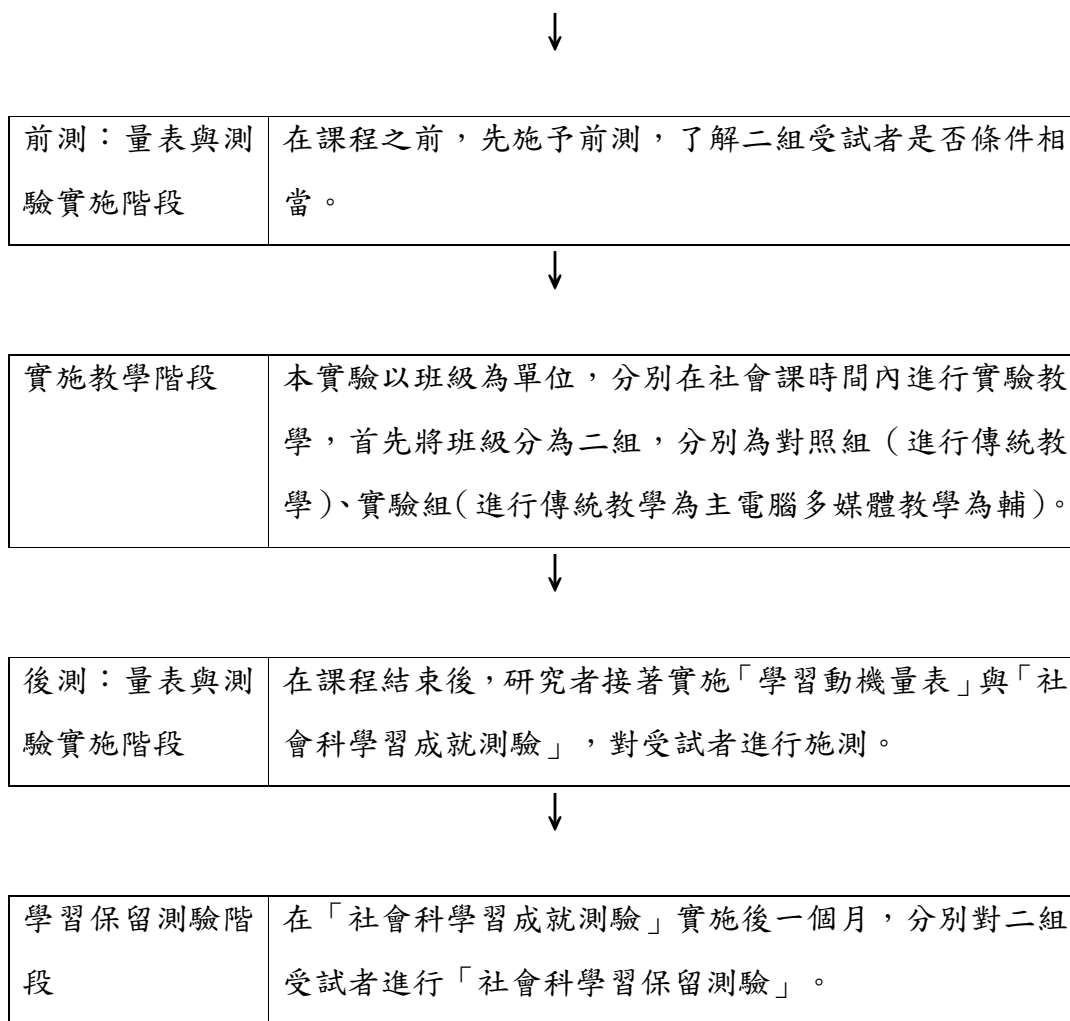 ↓
前測：量表與測
驗實施階段
在課程之前，先施予前測，了解二組受試者是否條件相
當。
↓
實施教學階段
本實驗以班級為單位，分別在社會課時間內進行實驗教
學，首先將班級分為二組，分別為對照組（進行傳統教
學）、實驗組（進行傳統教學為主電腦多媒體教學為輔）。
↓
後測：量表與測
驗實施階段
在課程結束後，研究者接著實施「學習動機量表」與「社
會科學習成就測驗」，對受試者進行施測。
↓
學習保留測驗階
段
在「社會科學習成就測驗」實施後一個月，分別對二組
受試者進行「社會科學習保留測驗」。